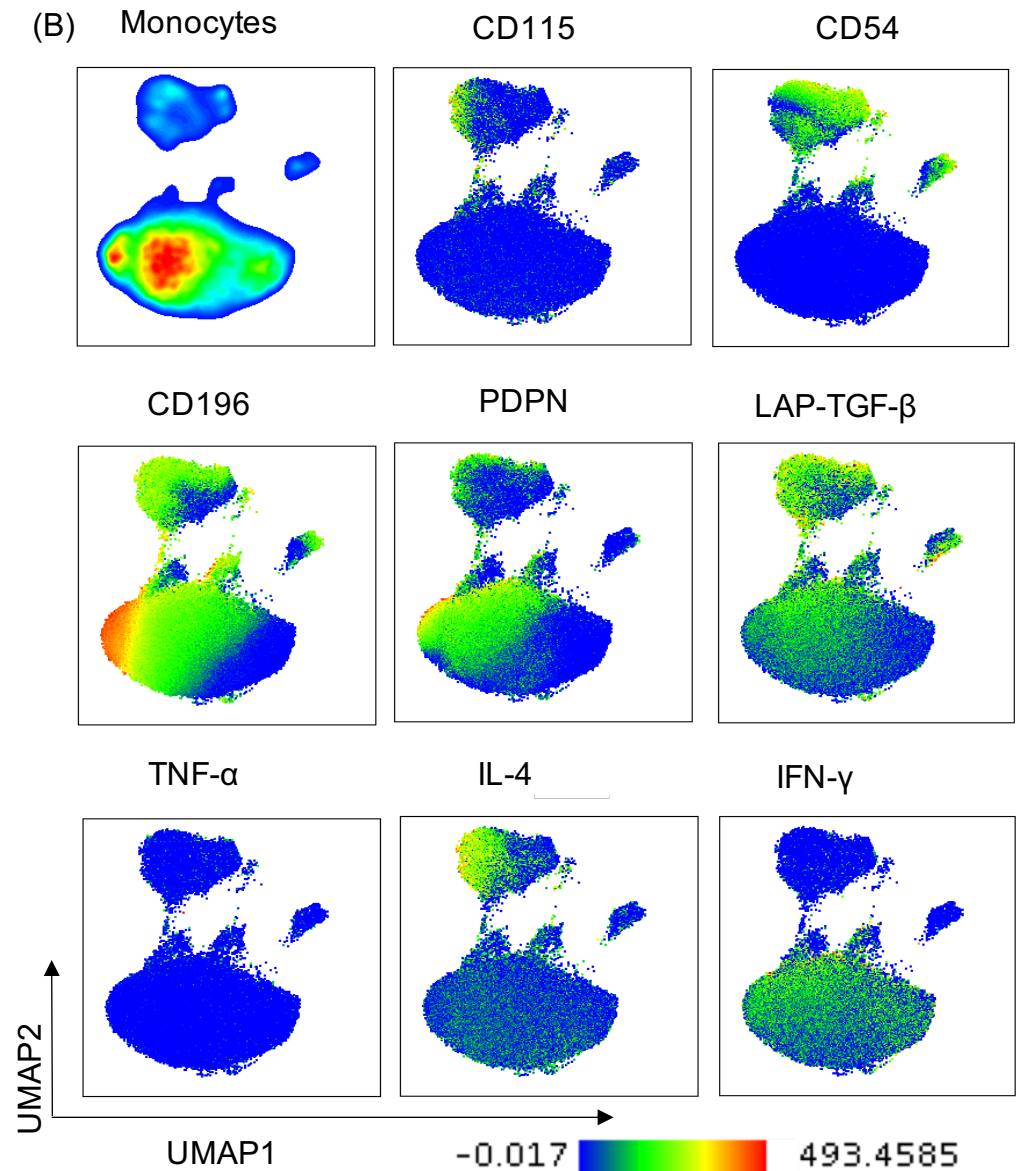 (B) Monocytes CD115 CD54
CD196 PDPN LAP-TGF-β
TNF-α IL-4 IFN-γ
UMAP2
UMAP1 -0.017 493.4585